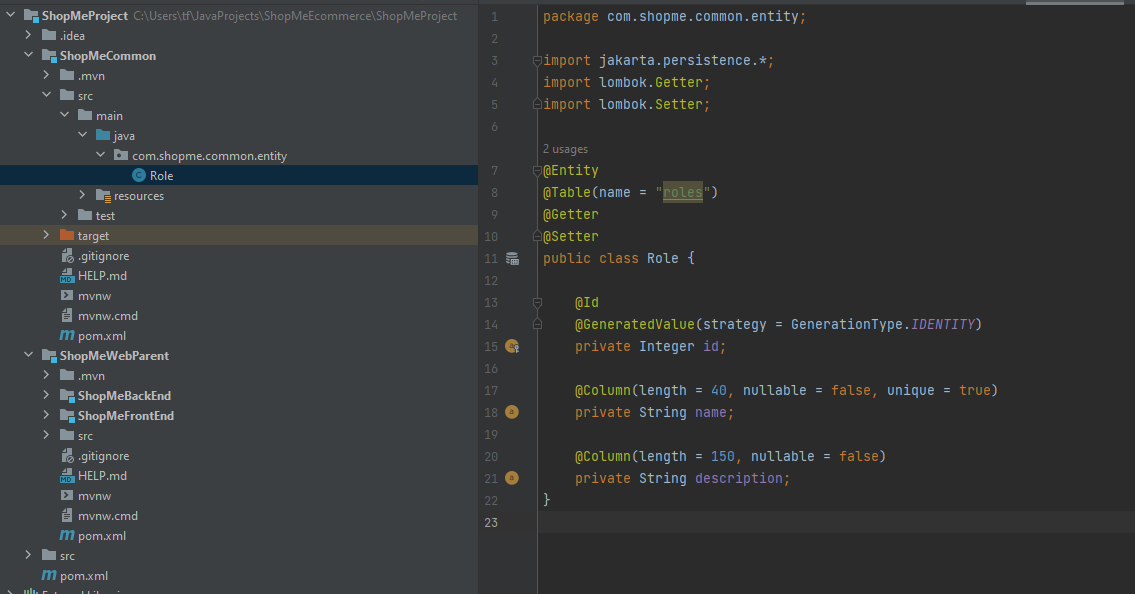 ShopMeProject C:\Users\tf\JavaProjects\ShopMeEcommerce\ShopMeProject
.idea
ShopMeCommon
.mvn
src
main
java
com.shopme.common.entity
Role
resources
test
target
.gitignore
HELP.md
mvnw
mvnw.cmd
pom.xml
ShopMeWebParent
.mvn
ShopMeBackEnd
ShopMeFrontEnd
src
.gitignore
HELP.md
mvnw
mvnw.cmd
pom.xml
src
pom.xml
1 package com.shopme.common.entity;
2
3 import jakarta.persistence.*;
4 import lombok.Getter;
5 import lombok.Setter;
6
2 usages
7 @Entity
8 @Table(name = "roles")
9 @Getter
10 @Setter
11 public class Role {
12
13 @Id
14 @GeneratedValue(strategy = GenerationType.IDENTITY)
15 private Integer id;
16
17 @Column(length = 40, nullable = false, unique = true)
18 private String name;
19
20 @Column(length = 150, nullable = false)
21 private String description;
22 }
23